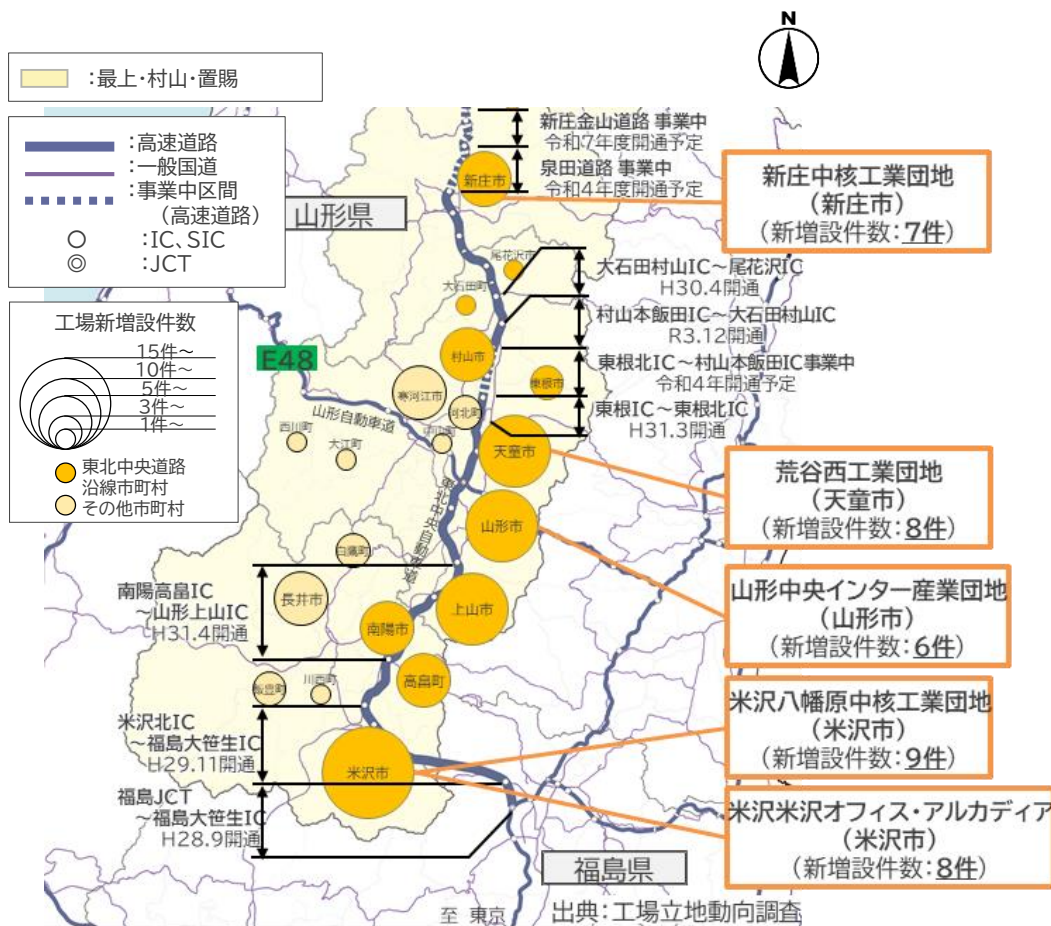 N
:最上・村山・置賜
:高速道路
:一般国道
:事業中区間
(高速道路)
:IC、SIC
:JCT
工場新増設件数
15件~
10件~
5件~
3件~
1件~
東北中央道路
沿線市町村
その他市町村
山形県
E48
新庄金山道路 事業中
令和7年度開通予定
泉田道路 事業中
令和4年度開通予定
新庄市
新庄中核工業団地
(新庄市)
(新増設件数:7件)
尾花沢市
大石田町
大石田村山IC~尾花沢IC
H30.4開通
村山本飯田IC~大石田村山IC
R3.12開通
村山市
東根市
東根北IC~村山本飯田IC事業中
令和4年開通予定
東根IC~東根北IC
H31.3開通
寒河江市
河北町
山形自動車道
西川町
大江町
中山町
天童市
荒谷西工業団地
(天童市)
(新増設件数:8件)
東北中央自動車道
山形市
山形中央インター産業団地
(山形市)
(新増設件数:6件)
白鷹町
南陽高畠IC
~山形上山IC
H31.4開通
長井市
上山市
南陽市
高畠町
飯豊町
川西町
米沢北IC
~福島大笹生IC
H29.11開通
米沢市
米沢八幡原中核工業団地
(米沢市)
(新増設件数:9件)
福島JCT
~福島大笹生IC
H28.9開通
米沢米沢オフィス・アルカディア
(米沢市)
(新増設件数:8件)
福島県
至 東京
出典:工場立地動向調査